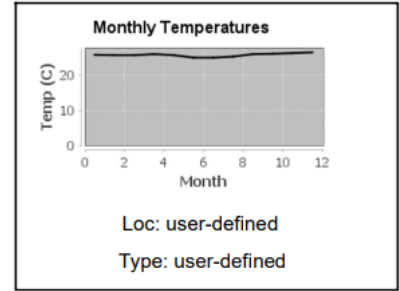 Monthly Temperatures
Temp (C)
20
10
0
0 2 4 6 8 10 12
Month
Loc: user-defined
Type: user-defined